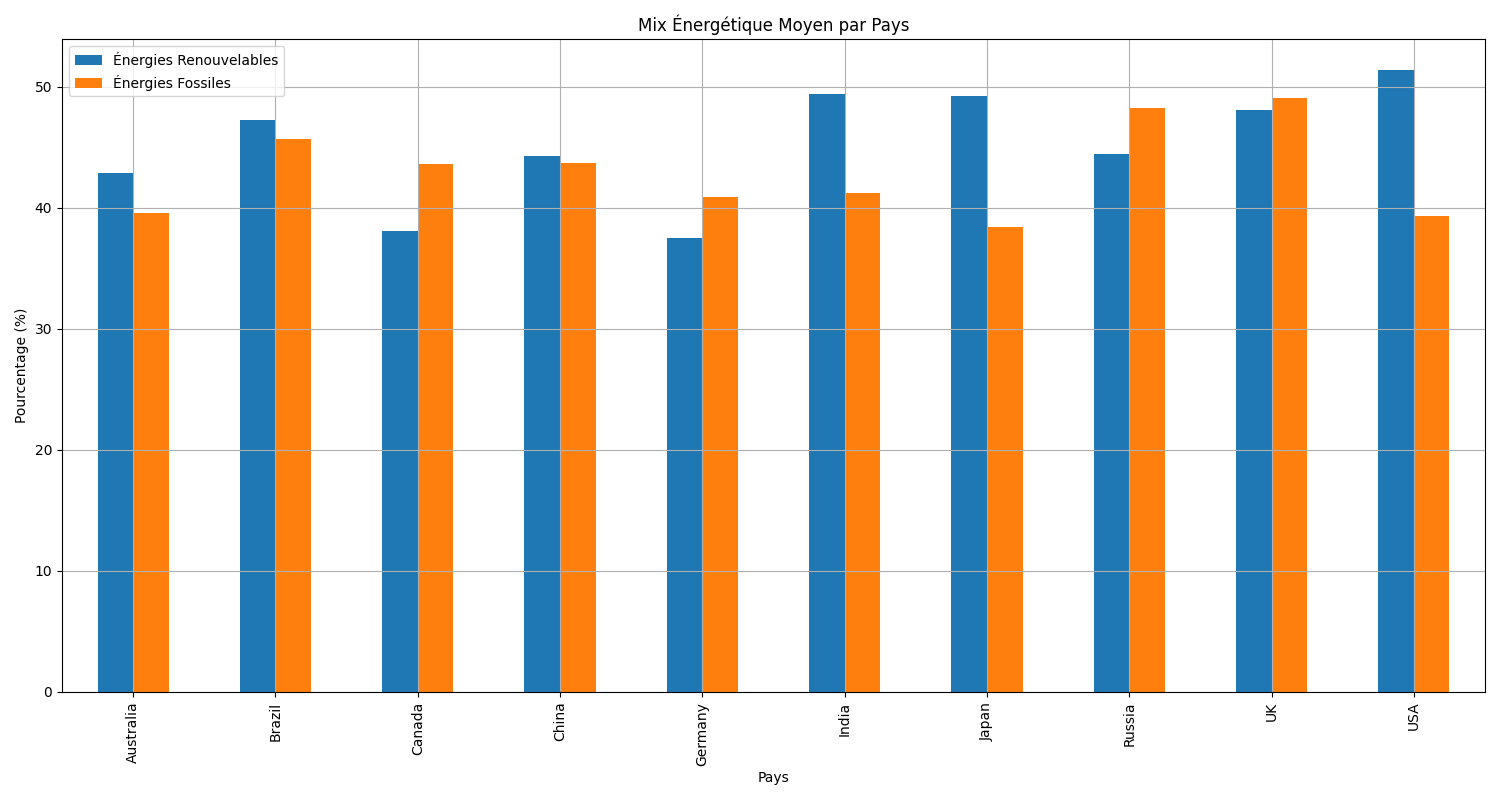 Mix Énergétique Moyen par Pays
Énergies Renouvelables
Énergies Fossiles
Pourcentage (%)
50
40
30
20
10
0
Australia
Brazil
Canada
China
Germany
India
Japan
Russia
UK
USA
Pays